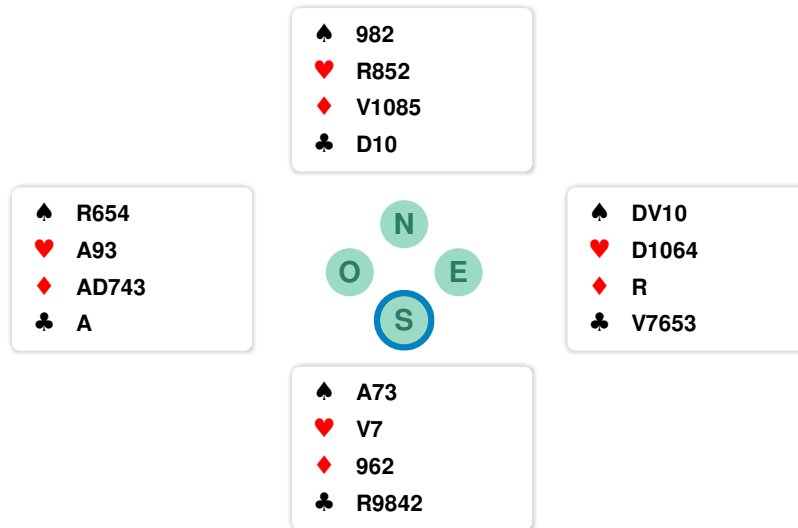 ♠ 982
♥ R852
♦ V1085
♣ D10
♠ R654
♥ A93
♦ AD743
♣ A
N
O E
S
♠ DV10
♥ D1064
♦ R
♣ V7653
♠ A73
♥ V7
♦ 962
♣ R9842